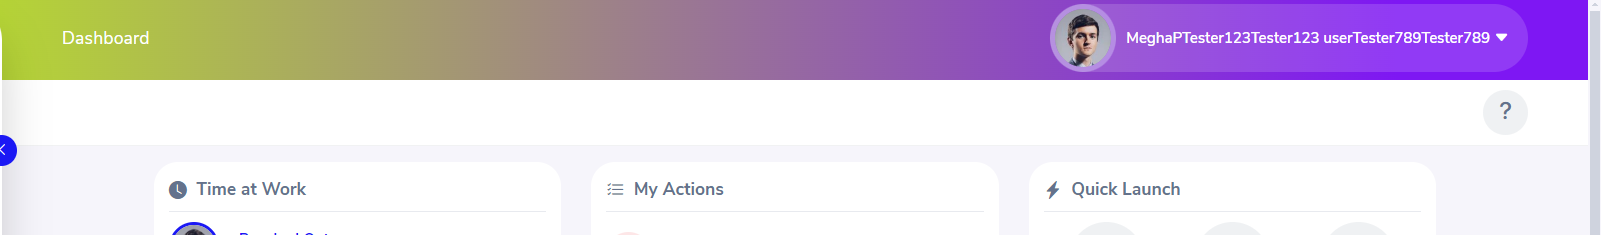 Dashboard
MeghaPTester123Tester123 userTester789Tester789
?
Time at Work
My Actions
Quick Launch